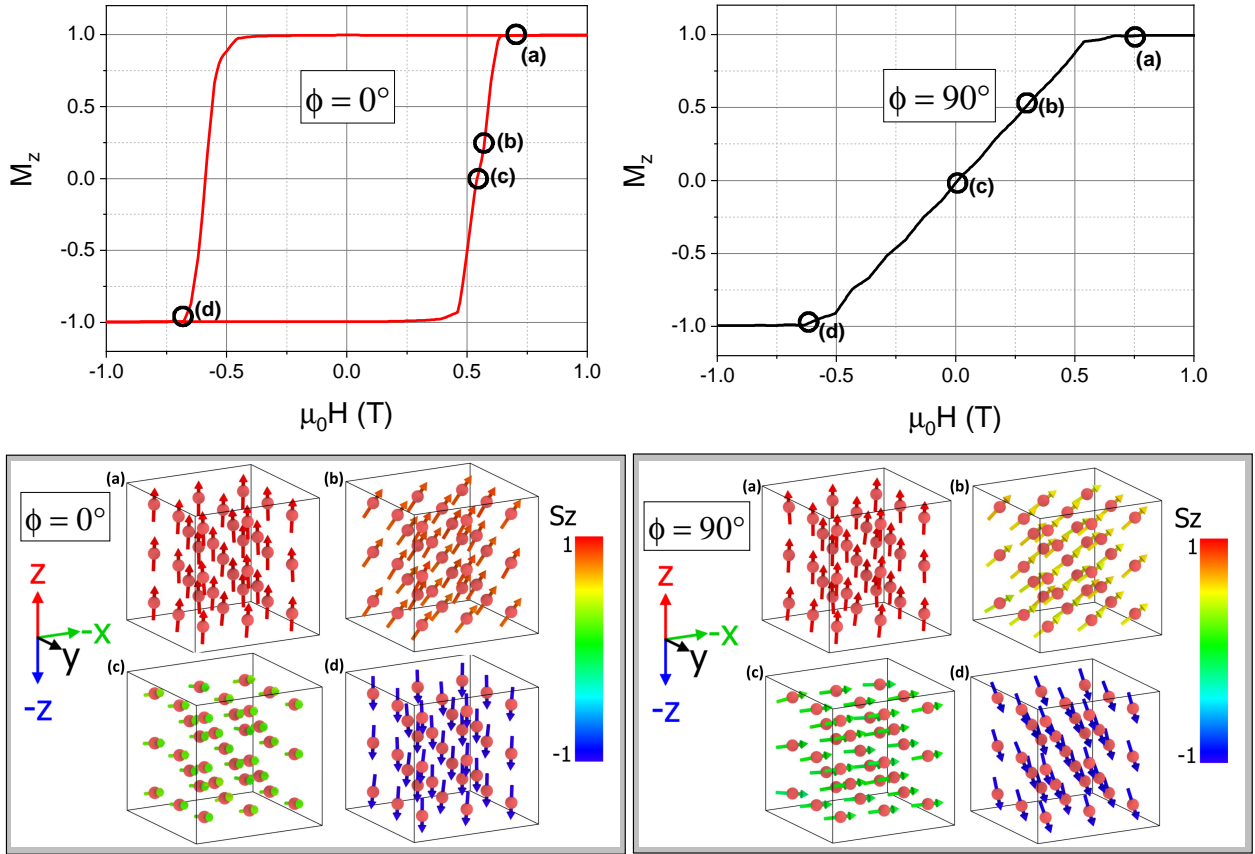 1.0
0.5
0.0
-0.5
-1.0
M_z
ϕ = 0°
(a)
(b)
(c)
(d)
-1.0 -0.5 0.0 0.5 1.0
μ₀H (T)
1.0
0.5
0.0
-0.5
-1.0
M_z
ϕ = 90°
(a)
(b)
(c)
(d)
-1.0 -0.5 0.0 0.5 1.0
μ₀H (T)
(a) (b)
ϕ = 0°
Sz
1
z
-x
y
-z
(c) (d)
-1
(a) (b)
ϕ = 90°
Sz
1
z
-x
y
-z
(c) (d)
-1